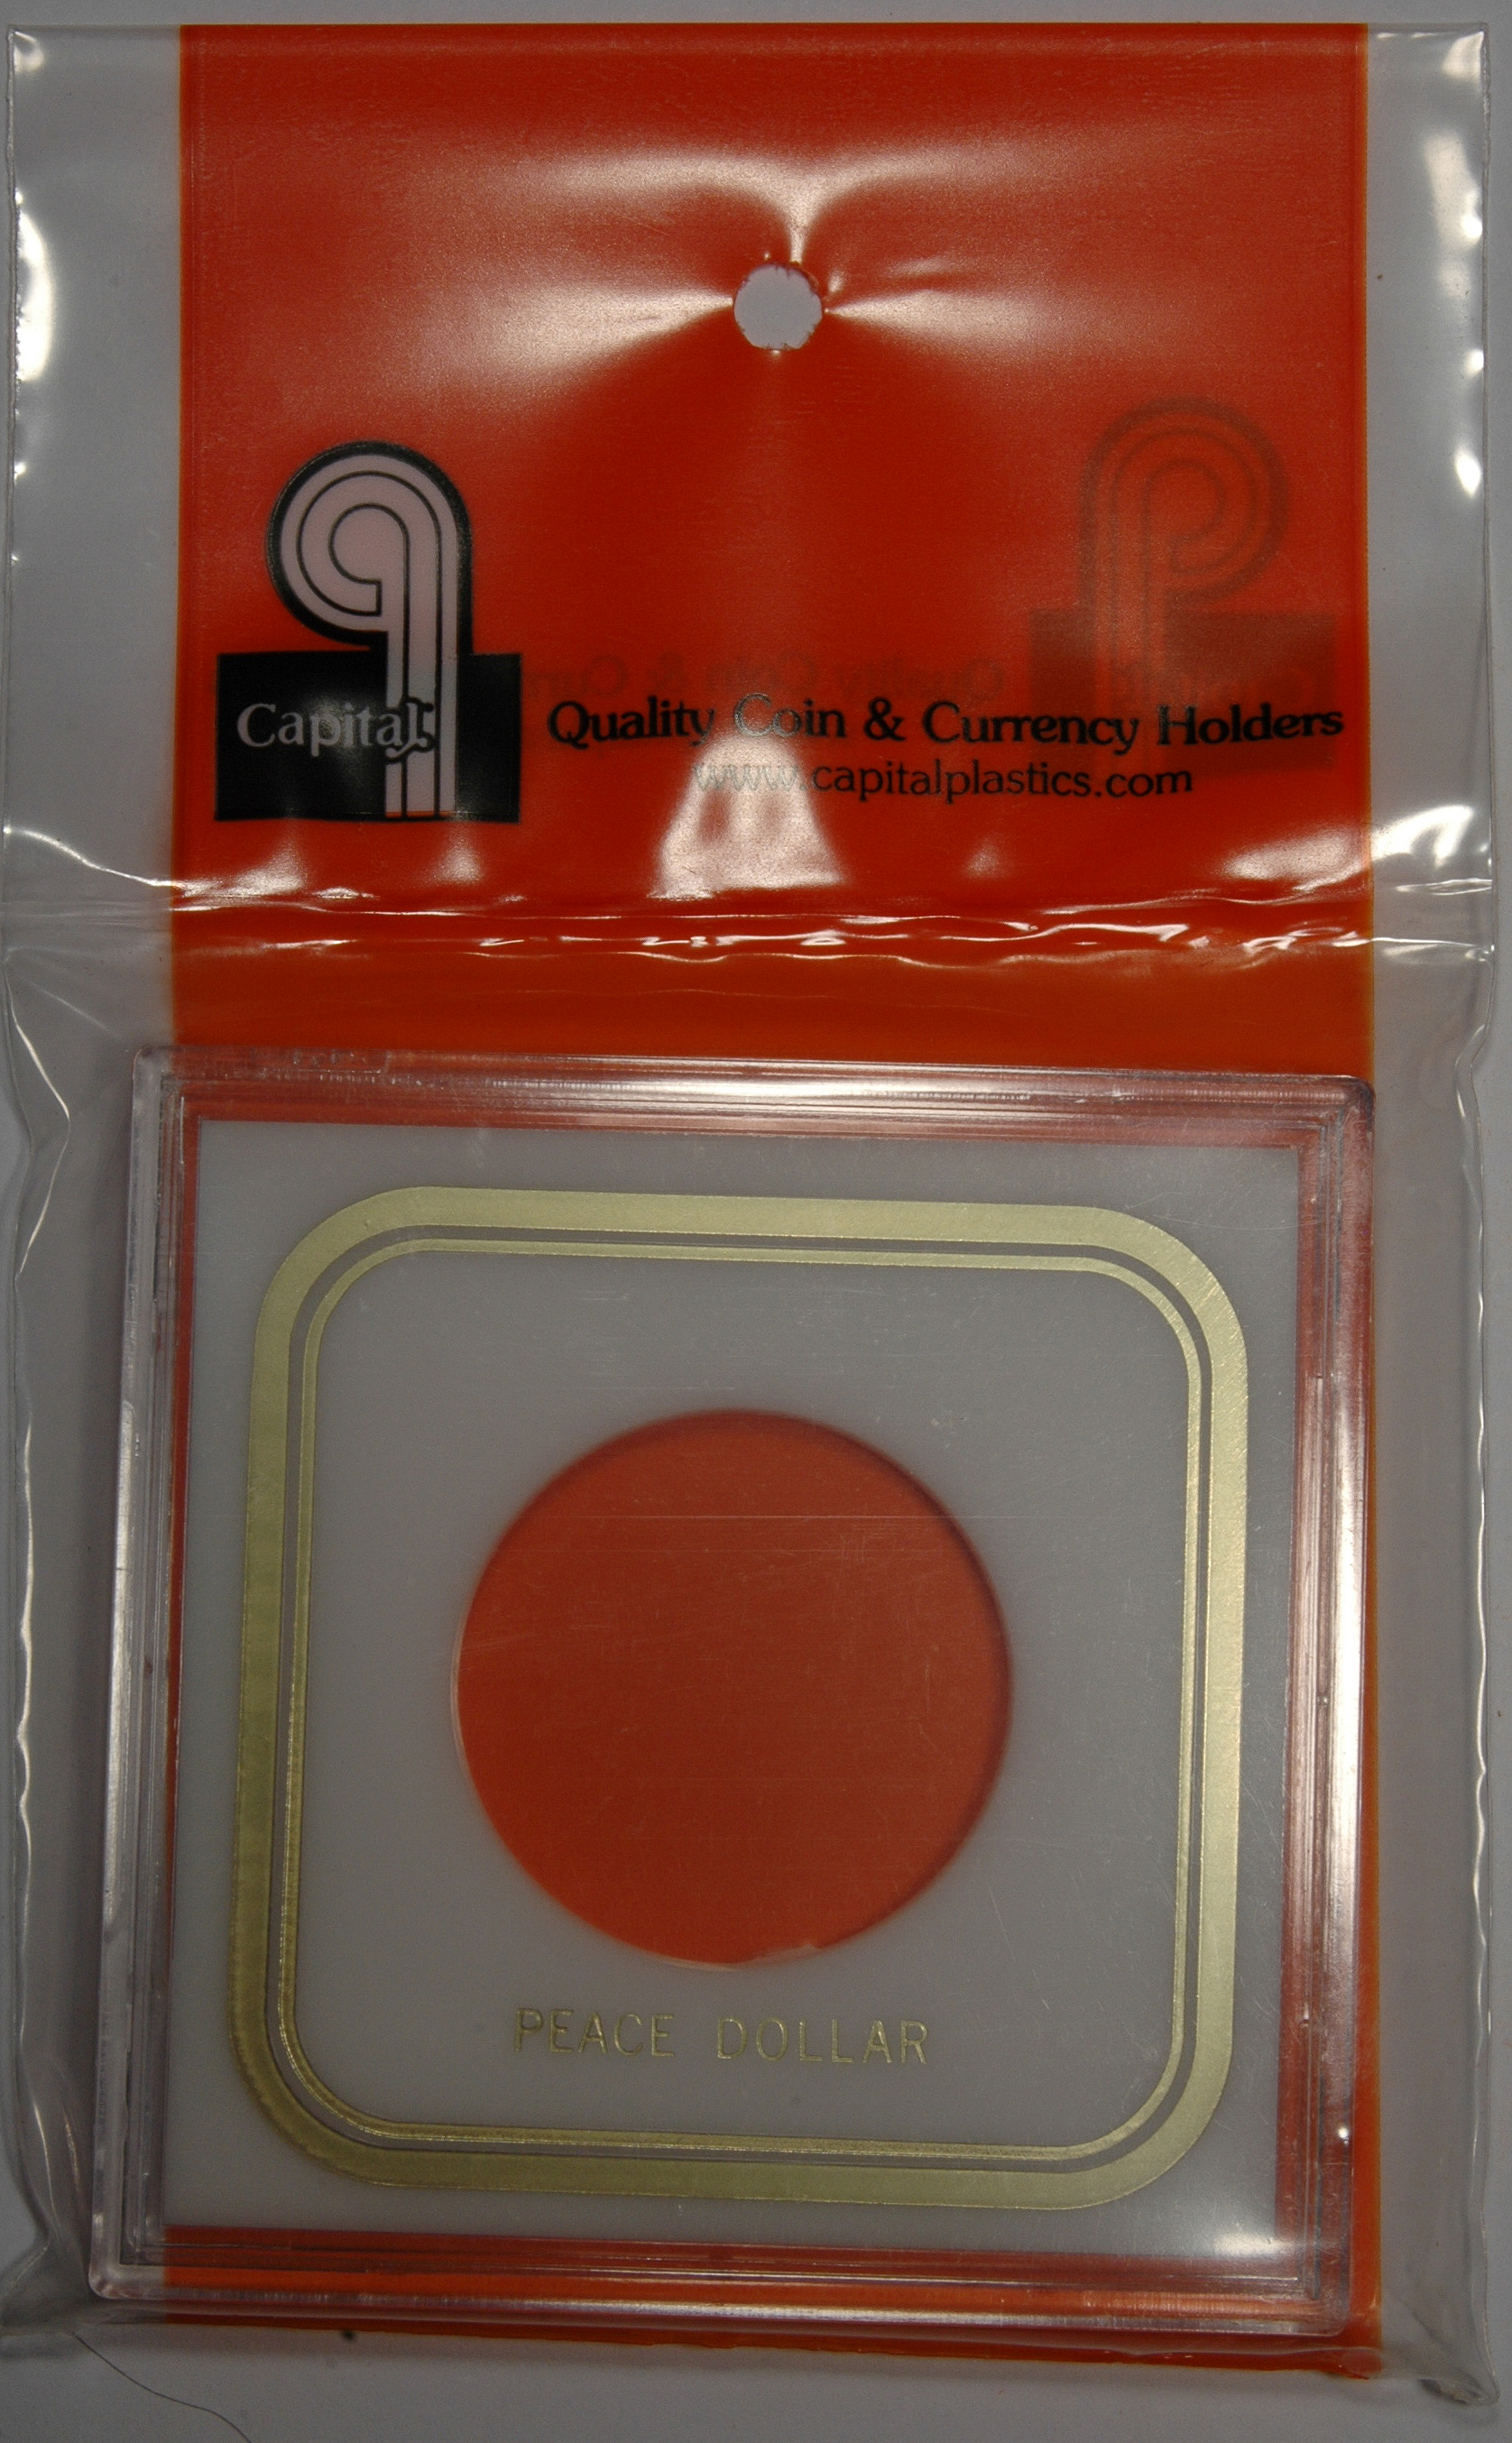 Capital
Quality Coin & Currency Holders
www.capitalplastics.com
PEACE DOLLAR